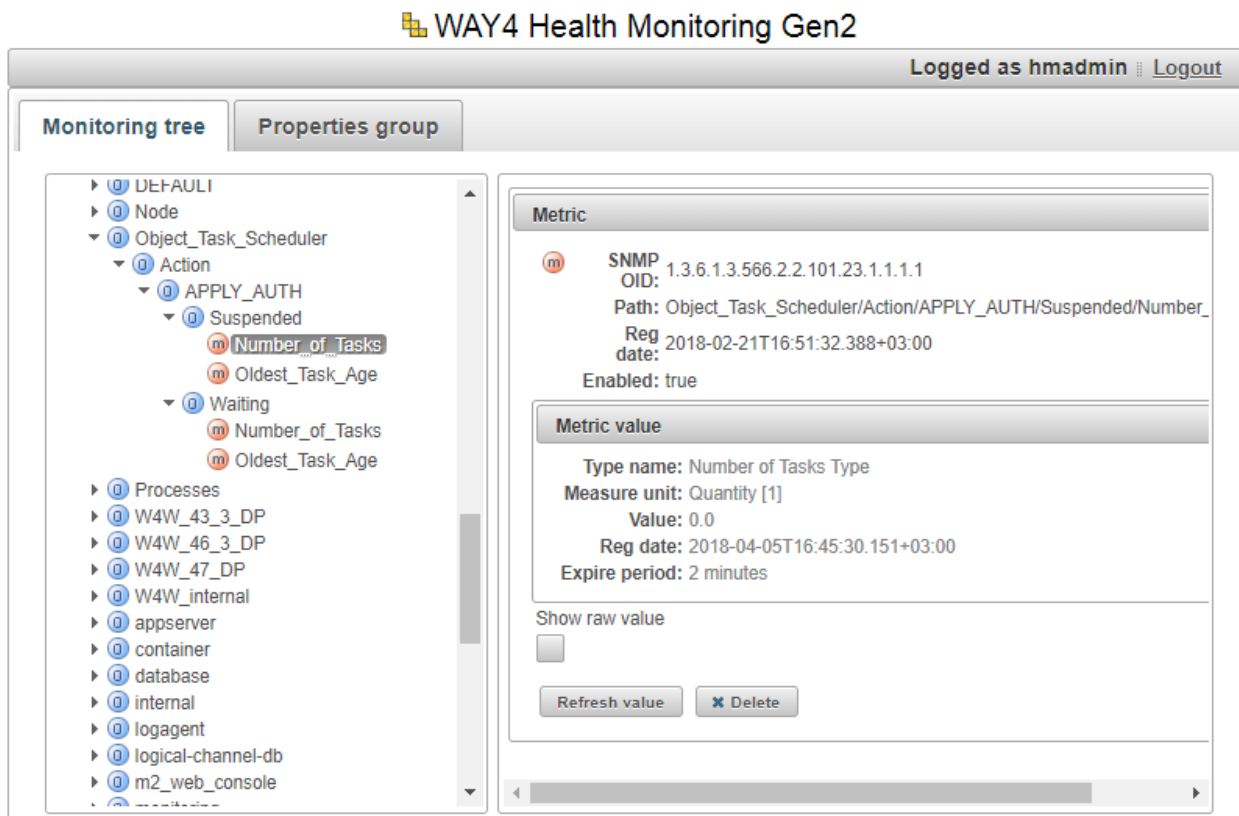 WAY4 Health Monitoring Gen2
Logged as hmadmin Logout
Monitoring tree Properties group
DEFAULT
Node
Object_Task_Scheduler
Action
APPLY_AUTH
Suspended
m Number_of_Tasks
m Oldest_Task_Age
Waiting
m Number_of_Tasks
m Oldest_Task_Age
Processes
W4W_43_3_DP
W4W_46_3_DP
W4W_47_DP
W4W_internal
appserver
container
database
internal
logagent
logical-channel-db
m2_web_console
monitoring
Metric
m SNMP
OID: 1.3.6.1.3.566.2.2.101.23.1.1.1.1
Path: Object_Task_Scheduler/Action/APPLY_AUTH/Suspended/Number_
Reg
date: 2018-02-21T16:51:32.388+03:00
Enabled: true
Metric value
Type name: Number of Tasks Type
Measure unit: Quantity [1]
Value: 0.0
Reg date: 2018-04-05T16:45:30.151+03:00
Expire period: 2 minutes
Show raw value
Refresh value Delete